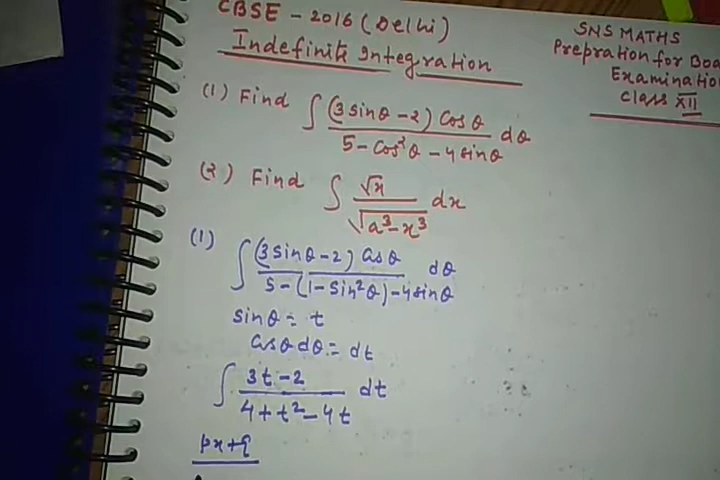 CBSE - 2016 (Delhi)
Indefinite Integration
SNS MATHS
Prepration for Boa
Examinatio
Class XII
(1) Find ∫ (3 sinθ - 2) Cosθ / 5 - Cos²θ - 4 sinθ dθ
(2) Find ∫ √x / √a³-x³ dx
(1) ∫ (3 sinθ - 2) Cosθ / 5 - (1 - Sin²θ) - 4 sinθ dθ
sinθ = t
Cosθ dθ = dt
∫ 3t - 2 / 4 + t² - 4t dt
px+q